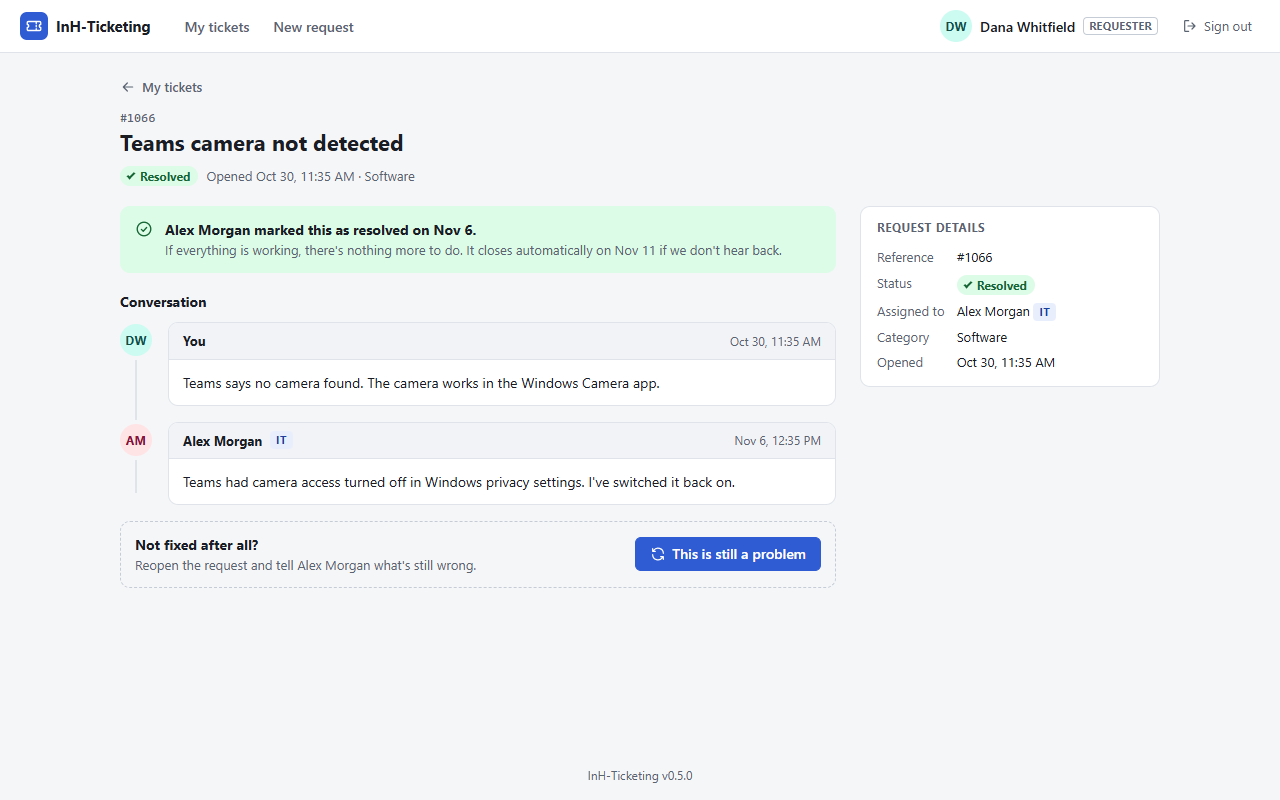 InH-Ticketing
My tickets
New request
DW
Dana Whitfield
REQUESTER
Sign out
My tickets
#1066
Teams camera not detected
Resolved
Opened Oct 30, 11:35 AM · Software
Alex Morgan marked this as resolved on Nov 6.
If everything is working, there's nothing more to do. It closes automatically on Nov 11 if we don't hear back.
Conversation
DW
You
Oct 30, 11:35 AM
Teams says no camera found. The camera works in the Windows Camera app.
AM
Alex Morgan IT
Nov 6, 12:35 PM
Teams had camera access turned off in Windows privacy settings. I've switched it back on.
Not fixed after all?
Reopen the request and tell Alex Morgan what's still wrong.
This is still a problem
REQUEST DETAILS
Reference #1066
Status Resolved
Assigned to Alex Morgan IT
Category Software
Opened Oct 30, 11:35 AM
InH-Ticketing v0.5.0